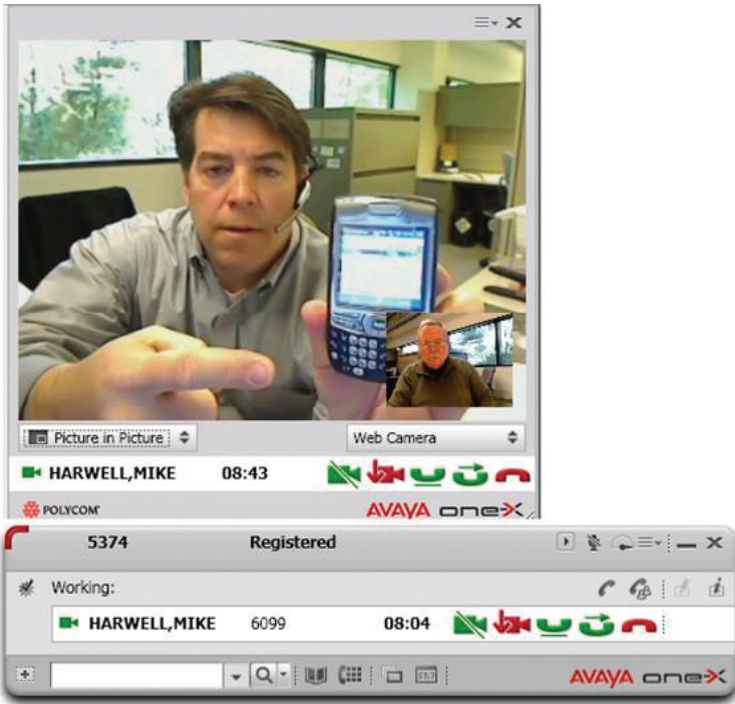 Picture in Picture
Web Camera
HARWELL,MIKE 08:43
POLYCOM
AVAYA one-X
5374 Registered
Working:
HARWELL,MIKE 6099 08:04
AVAYA one-X